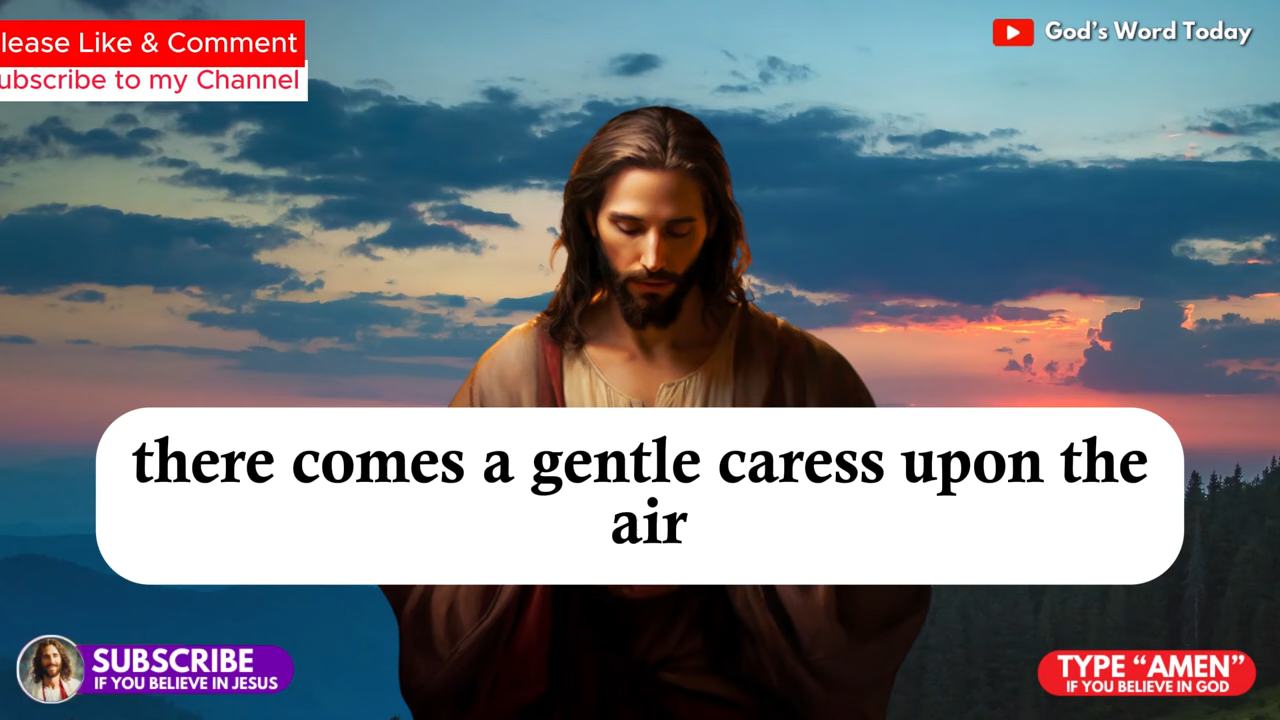 lease Like & Comment
ubscribe to my Channel
God's Word Today
there comes a gentle caress upon the
air
SUBSCRIBE
IF YOU BELIEVE IN JESUS
TYPE “AMEN”
IF YOU BELIEVE IN GOD